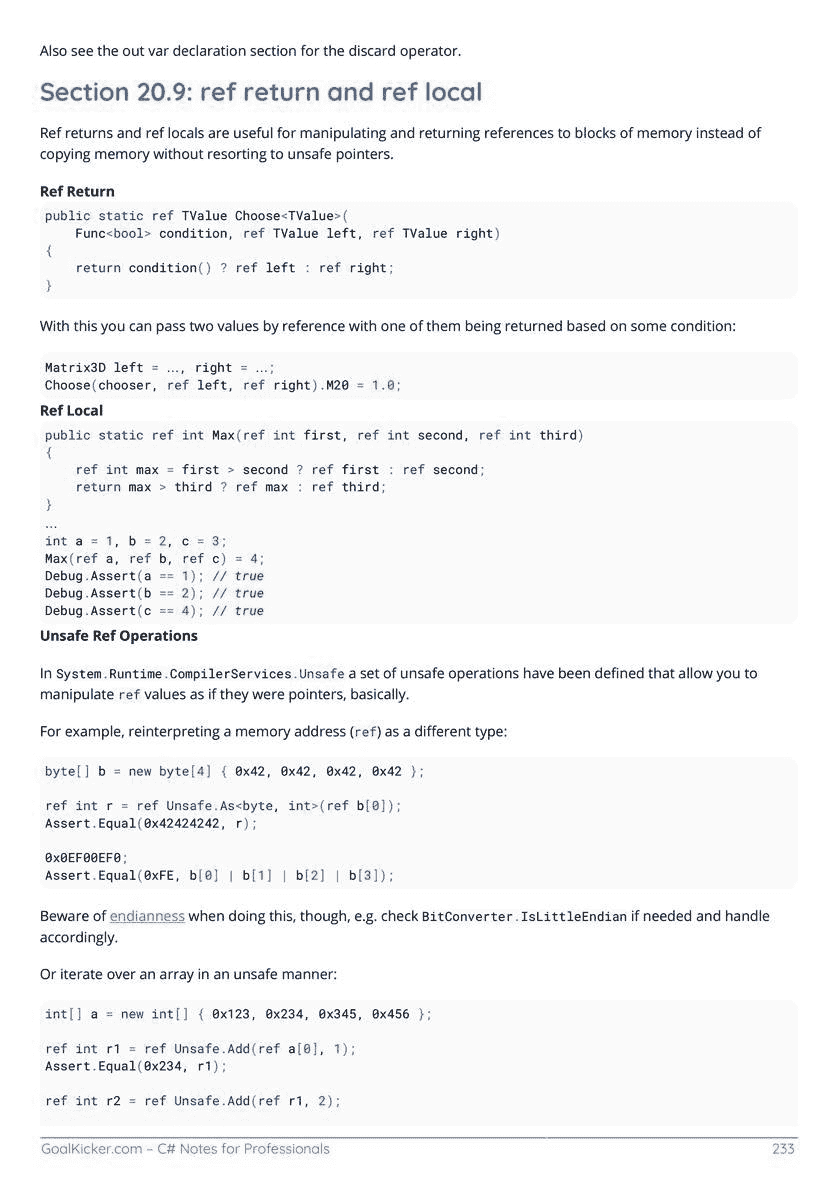 Also see the out var declaration section for the discard operator.
Section 20.9: ref return and ref local
Ref returns and ref locals are useful for manipulating and returning references to blocks of memory instead of
copying memory without resorting to unsafe pointers.
Ref Return
public static ref TValue Choose<TValue>(
    Func<bool> condition, ref TValue left, ref TValue right)
{
    return condition() ? ref left : ref right;
}
With this you can pass two values by reference with one of them being returned based on some condition:
Matrix3D left = …, right = …;
Choose(chooser, ref left, ref right).M20 = 1.0;
Ref Local
public static ref int Max(ref int first, ref int second, ref int third)
{
    ref int max = first > second ? ref first : ref second;
    return max > third ? ref max : ref third;
}
…
int a = 1, b = 2, c = 3;
Max(ref a, ref b, ref c) = 4;
Debug.Assert(a == 1); // true
Debug.Assert(b == 2); // true
Debug.Assert(c == 4); // true
Unsafe Ref Operations
In System.Runtime.CompilerServices.Unsafe a set of unsafe operations have been defined that allow you to
manipulate ref values as if they were pointers, basically.
For example, reinterpreting a memory address (ref) as a different type:
byte[] b = new byte[4] { 0x42, 0x42, 0x42, 0x42 };
ref int r = ref Unsafe.As<byte, int>(ref b[0]);
Assert.Equal(0x42424242, r);
0x0EF00EF0;
Assert.Equal(0xFE, b[0] | b[1] | b[2] | b[3]);
Beware of endianness when doing this, though, e.g. check BitConverter.IsLittleEndian if needed and handle
accordingly.
Or iterate over an array in an unsafe manner:
int[] a = new int[] { 0x123, 0x234, 0x345, 0x456 };
ref int r1 = ref Unsafe.Add(ref a[0], 1);
Assert.Equal(0x234, r1);
ref int r2 = ref Unsafe.Add(ref r1, 2);
GoalKicker.com – C# Notes for Professionals 233